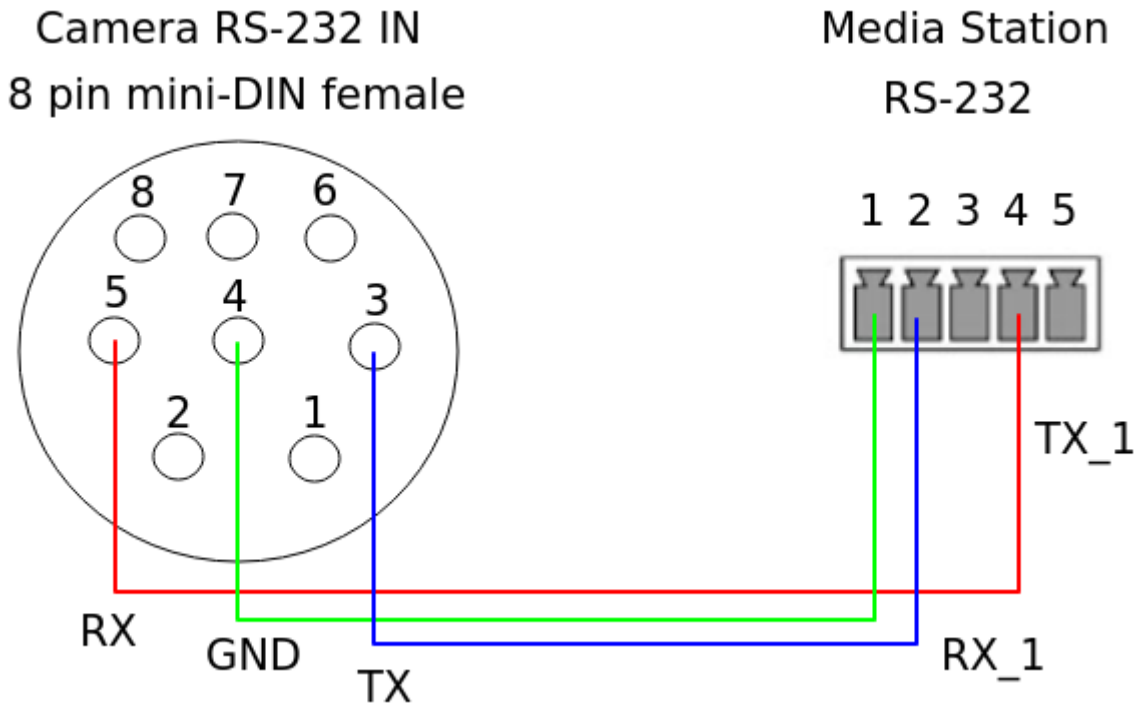 Camera RS-232 IN
8 pin mini-DIN female
Media Station
RS-232
8 7 6
5 4 3
2 1
1 2 3 4 5
TX_1
RX
GND
TX
RX_1